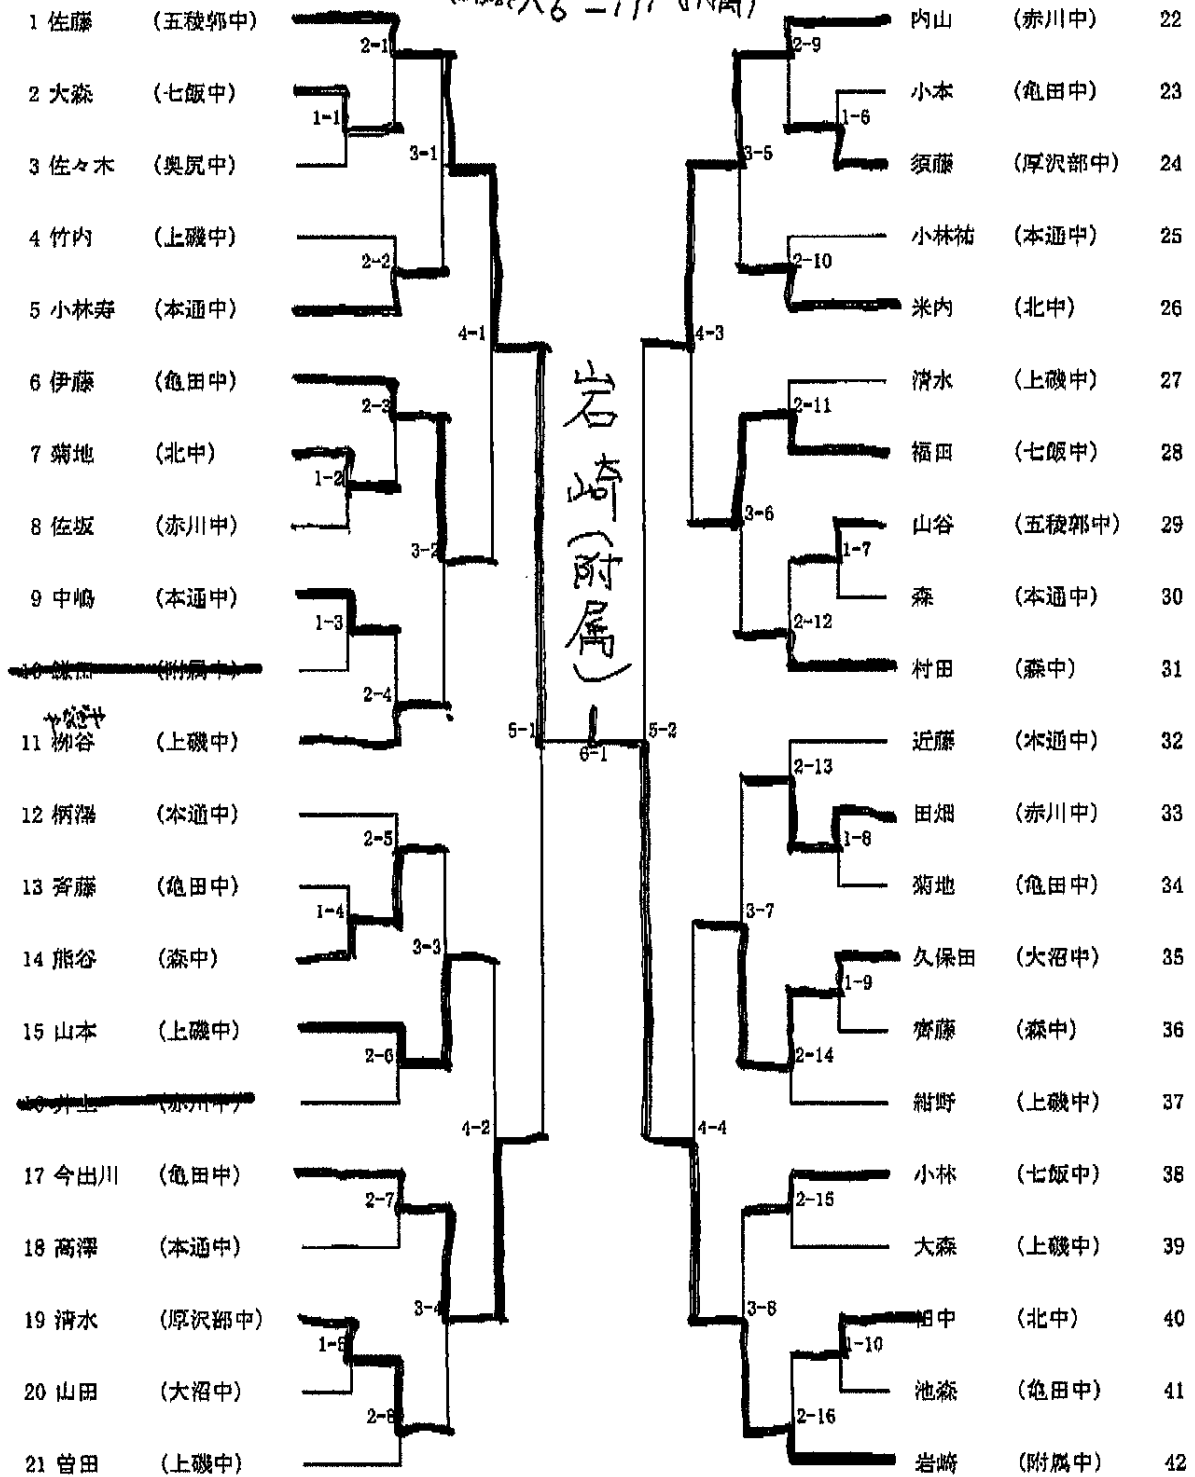 1 佐藤 (五稜郭中)
2 大森 (七飯中)
3 佐々木 (奥尻中)
4 竹内 (上磯中)
5 小林寿 (本通中)
6 伊藤 (亀田中)
7 菊地 (北中)
8 佐坂 (赤川中)
9 中嶋 (本通中)
やなぎや
11 柳谷 (上磯中)
12 柄澤 (本通中)
13 斉藤 (亀田中)
14 熊谷 (森中)
15 山本 (上磯中)
17 今出川 (亀田中)
18 髙澤 (本通中)
19 清水 (厚沢部中)
20 山田 (大沼中)
21 曽田 (上磯中)
1-1
1-2
1-3
1-4
2-1
2-2
2-3
2-4
2-5
2-6
2-7
2-8
3-1
3-2
3-3
3-4
4-1
4-2
5-1
岩崎(附属)
6-1
5-2
4-3
4-4
3-5
3-6
3-7
3-8
2-9
2-10
2-11
2-12
2-13
2-14
2-15
2-16
1-6
1-7
1-8
1-9
1-10
内山 (赤川中) 22
小本 (亀田中) 23
須藤 (厚沢部中) 24
小林祐 (本通中) 25
米内 (北中) 26
清水 (上磯中) 27
福田 (七飯中) 28
山谷 (五稜郭中) 29
森 (本通中) 30
村田 (森中) 31
近藤 (本通中) 32
田畑 (赤川中) 33
菊地 (亀田中) 34
久保田 (大沼中) 35
齊藤 (森中) 36
紺野 (上磯中) 37
小林 (七飯中) 38
大森 (上磯中) 39
田中 (北中) 40
池森 (亀田中) 41
岩崎 (附属中) 42